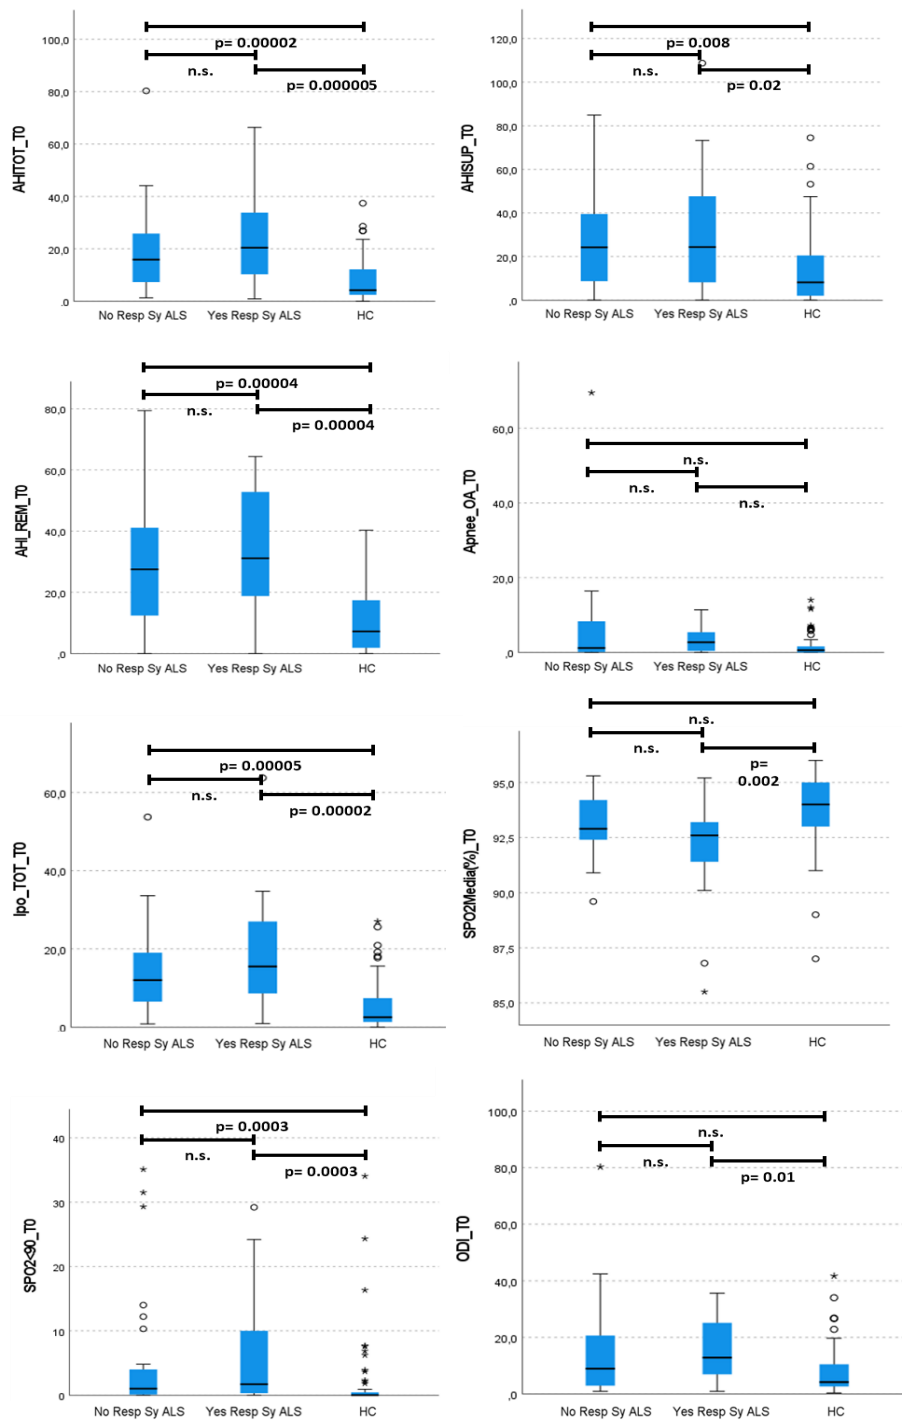 p= 0.00002
n.s.
p= 0.000005
100,0
80,0
60,0
40,0
20,0
,0
AHITOT_T0
No Resp Sy ALS
Yes Resp Sy ALS
HC
p= 0.008
n.s.
p= 0.02
120,0
100,0
80,0
60,0
40,0
20,0
,0
AHISUP_T0
No Resp Sy ALS
Yes Resp Sy ALS
HC
p= 0.00004
n.s.
p= 0.00004
80,0
60,0
40,0
20,0
,0
AHI_REM_T0
No Resp Sy ALS
Yes Resp Sy ALS
HC
n.s.
n.s.
n.s.
60,0
40,0
20,0
,0
Apnee_OA_T0
No Resp Sy ALS
Yes Resp Sy ALS
HC
p= 0.00005
n.s.
p= 0.00002
60,0
40,0
20,0
,0
Ipo_TOT_T0
No Resp Sy ALS
Yes Resp Sy ALS
HC
n.s.
n.s.
p=
0.002
95,0
92,5
90,0
87,5
85,0
SPO2Media(%)_T0
No Resp Sy ALS
Yes Resp Sy ALS
HC
p= 0.0003
n.s.
p= 0.0003
40
30
20
10
0
SPO2<90_T0
No Resp Sy ALS
Yes Resp Sy ALS
HC
n.s.
n.s.
p= 0.01
100,0
80,0
60,0
40,0
20,0
,0
ODI_T0
No Resp Sy ALS
Yes Resp Sy ALS
HC